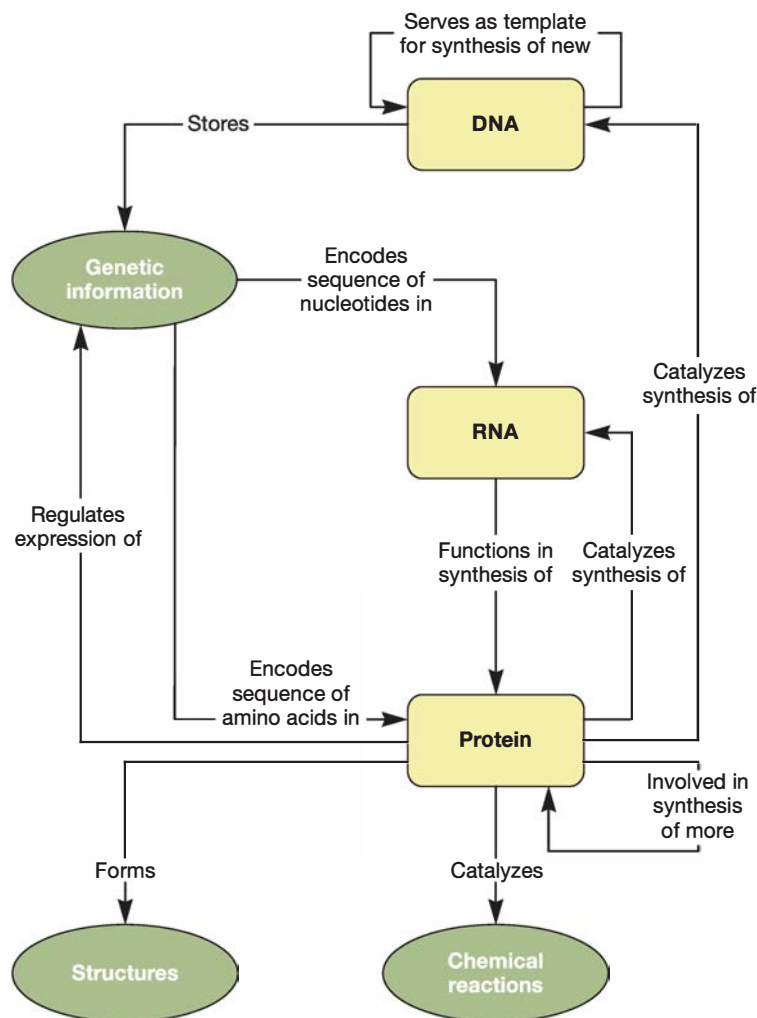 Serves as template
for synthesis of new
DNA
Stores
Genetic
information
Encodes
sequence of
nucleotides in
Catalyzes
synthesis of
RNA
Regulates
expression of
Functions in
synthesis of
Catalyzes
synthesis of
Encodes
sequence of
amino acids in
Protein
Involved in
synthesis
of more
Forms
Catalyzes
Structures
Chemical
reactions